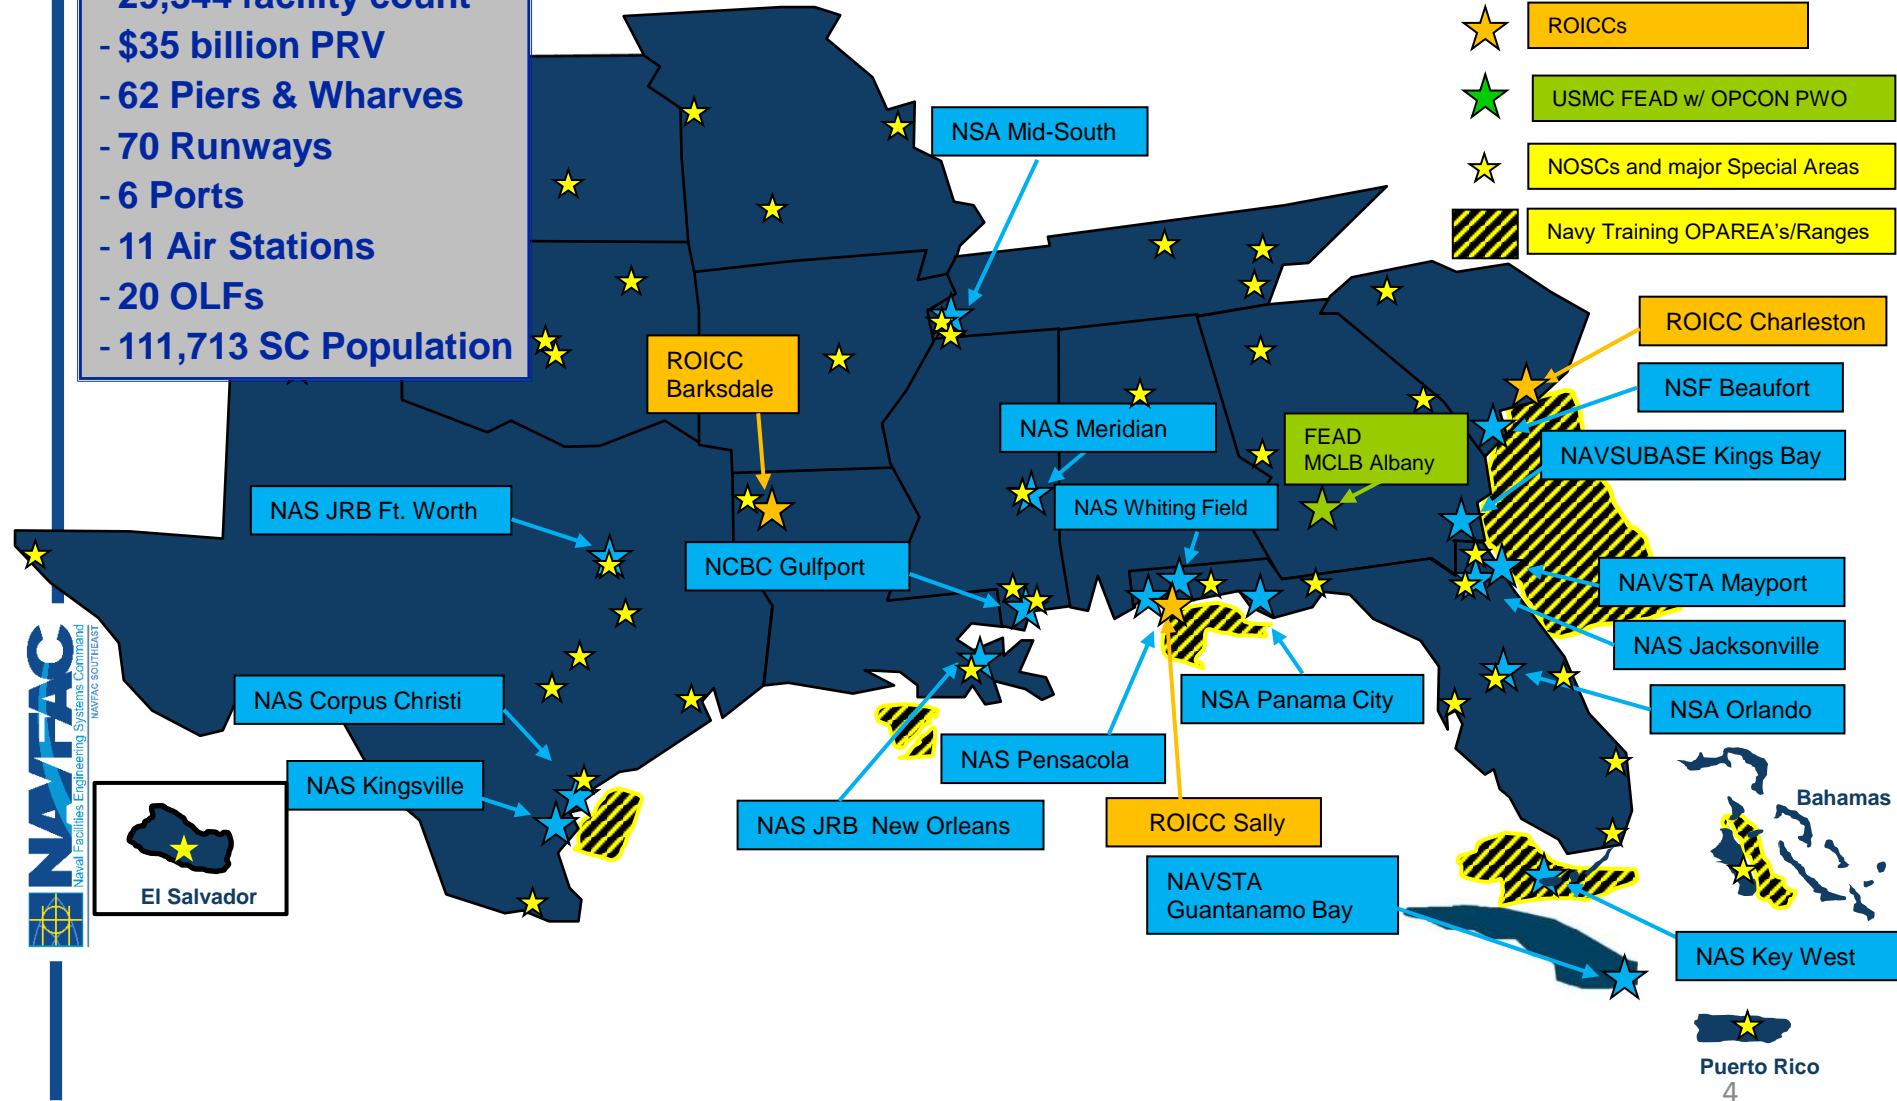 29,344 facility count
- $35 billion PRV
- 62 Piers & Wharves
- 70 Runways
- 6 Ports
- 11 Air Stations
- 20 OLFs
- 111,713 SC Population
ROICCs
USMC FEAD w/ OPCON PWO
NOSCs and major Special Areas
Navy Training OPAREA's/Ranges
NSA Mid-South
ROICC
Barksdale
ROICC Charleston
NSF Beaufort
NAS Meridian
FEAD
MCLB Albany
NAVSUBASE Kings Bay
NAS JRB Ft. Worth
NAS Whiting Field
NCBC Gulfport
NAVSTA Mayport
NAS Jacksonville
NAS Corpus Christi
NSA Panama City
NSA Orlando
NAS Pensacola
NAS Kingsville
NAS JRB  New Orleans
ROICC Sally
Bahamas
El Salvador
NAVSTA
Guantanamo Bay
NAS Key West
Puerto Rico
4
NAVFAC
Naval Facilities Engineering Systems Command
NAVFAC SOUTHEAST